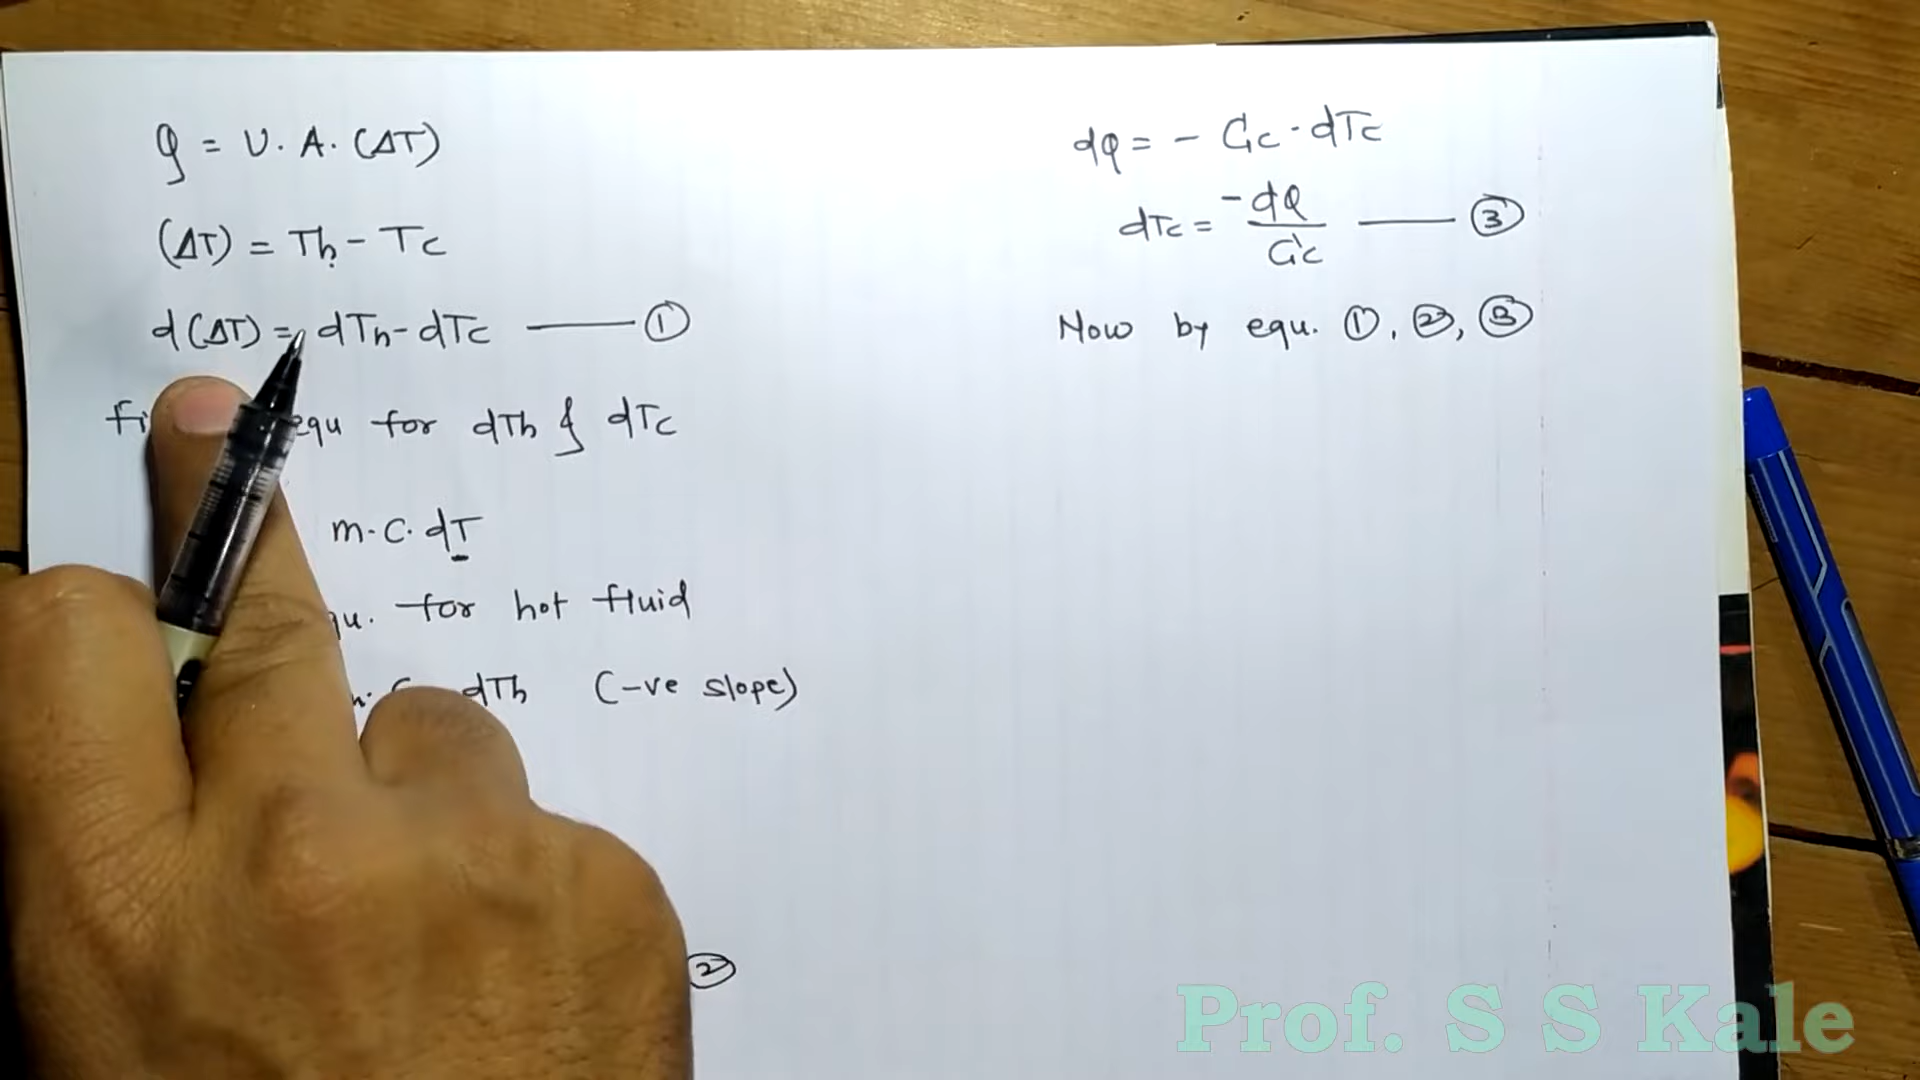 Q = U. A. (ΔT)
(ΔT) = Th - Tc
d(ΔT) = dTh - dTc —— ①
equ for dTh & dTc
m. C. dT
for hot fluid
dTh (-ve slope)
②
dQ = - Cc · dTc
dTc = -dQ / Cc —— ③
Now by equ. ①, ②, ③
Prof. S S Kale